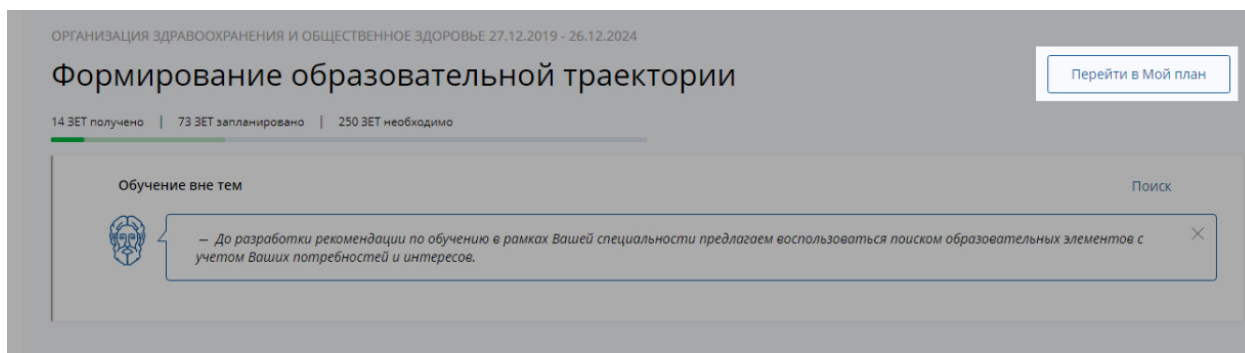 ОРГАНИЗАЦИЯ ЗДРАВООХРАНЕНИЯ И ОБЩЕСТВЕННОЕ ЗДОРОВЬЕ 27.12.2019 - 26.12.2024
Формирование образовательной траектории
Перейти в Мой план
14 ЗЕТ получено | 73 ЗЕТ запланировано | 250 ЗЕТ необходимо
Обучение вне тем
Поиск
— До разработки рекомендации по обучению в рамках Вашей специальности предлагаем воспользоваться поиском образовательных элементов с
учетом Ваших потребностей и интересов.